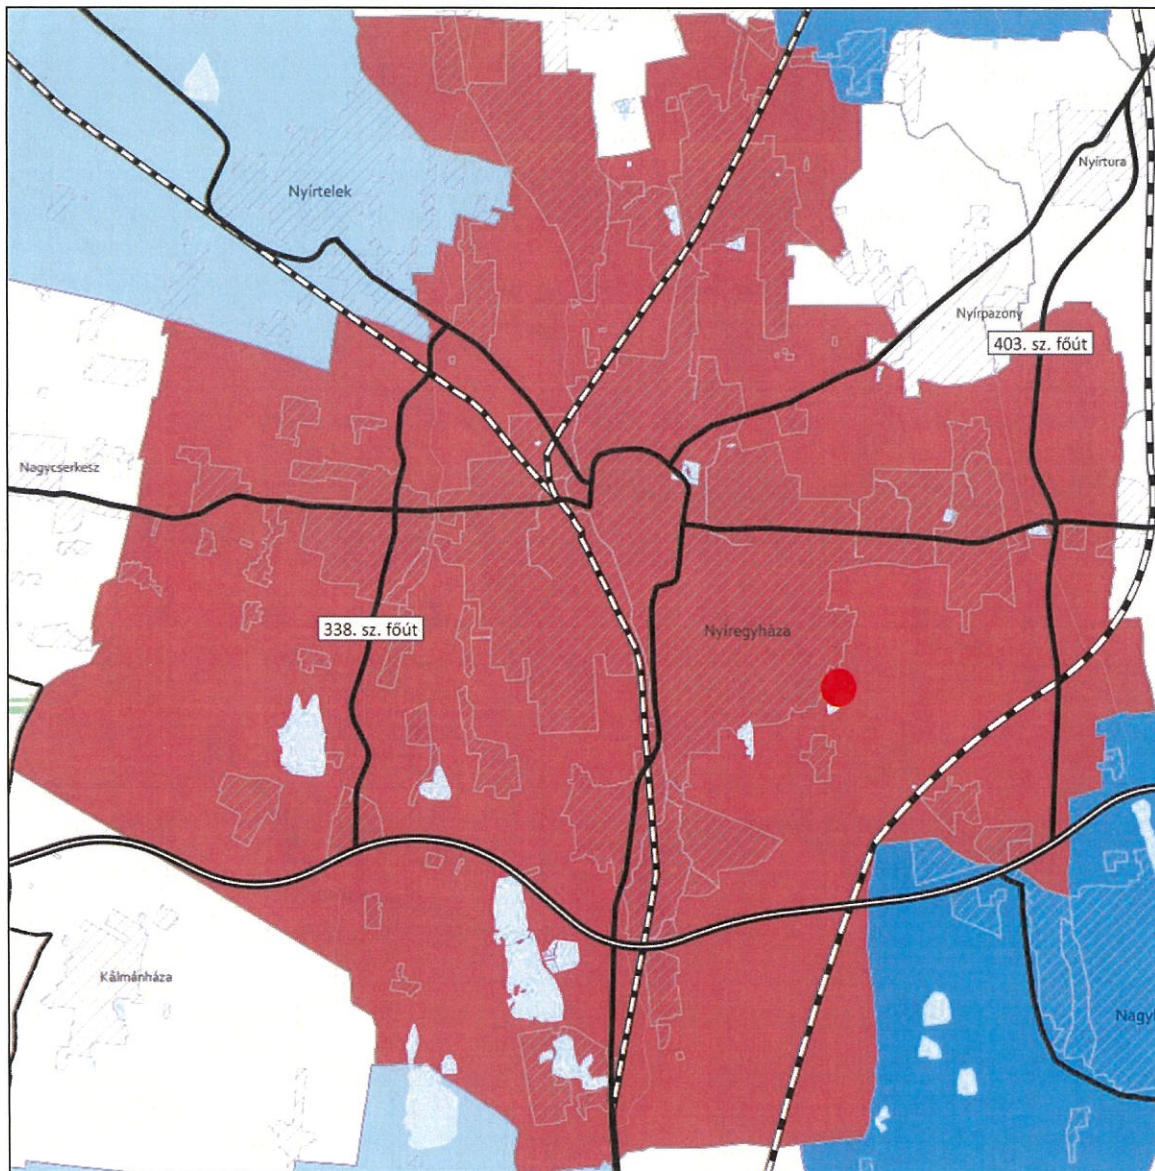 Nyírtelek
Nyírtura
Nyírpazony
403. sz. főút
Nagycserkesz
338. sz. főút
Nyíregyháza
Kálmánháza